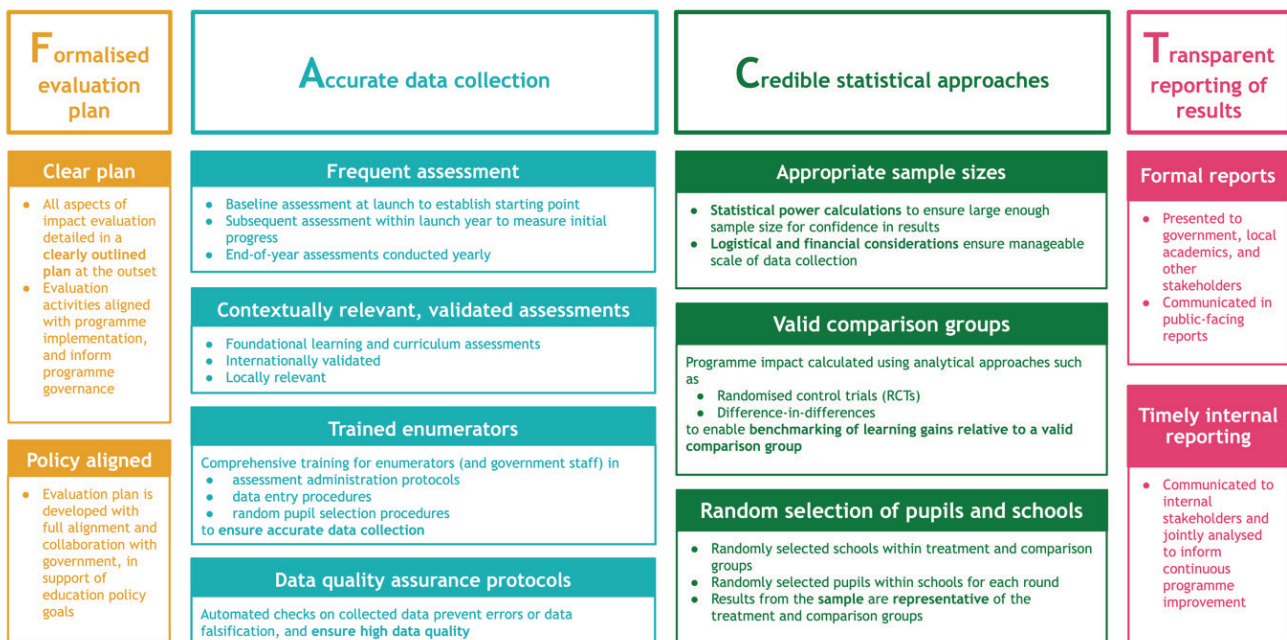 Formalised
evaluation
plan
Clear plan
● All aspects of
impact evaluation
detailed in a
clearly outlined
plan at the outset
● Evaluation
activities aligned
with programme
implementation,
and inform
programme
governance
Policy aligned
● Evaluation plan is
developed with
full alignment and
collaboration with
government, in
support of
education policy
goals
Accurate data collection
Frequent assessment
● Baseline assessment at launch to establish starting point
● Subsequent assessment within launch year to measure initial
progress
● End-of-year assessments conducted yearly
Contextually relevant, validated assessments
● Foundational learning and curriculum assessments
● Internationally validated
● Locally relevant
Trained enumerators
Comprehensive training for enumerators (and government staff) in
● assessment administration protocols
● data entry procedures
● random pupil selection procedures
to ensure accurate data collection
Data quality assurance protocols
Automated checks on collected data prevent errors or data
falsification, and ensure high data quality
Credible statistical approaches
Appropriate sample sizes
● Statistical power calculations to ensure large enough
sample size for confidence in results
● Logistical and financial considerations ensure manageable
scale of data collection
Valid comparison groups
Programme impact calculated using analytical approaches such
as
● Randomised control trials (RCTs)
● Difference-in-differences
to enable benchmarking of learning gains relative to a valid
comparison group
Random selection of pupils and schools
● Randomly selected schools within treatment and comparison
groups
● Randomly selected pupils within schools for each round
● Results from the sample are representative of the
treatment and comparison groups
Transparent
reporting of
results
Formal reports
● Presented to
government, local
academics, and
other
stakeholders
● Communicated in
public-facing
reports
Timely internal
reporting
● Communicated to
internal
stakeholders and
jointly analysed
to inform
continuous
programme
improvement